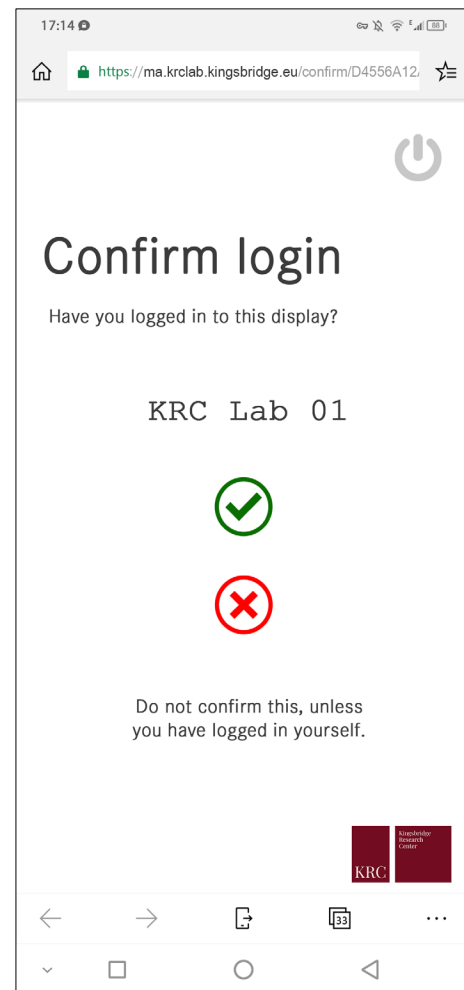 17:14
E
88
https://ma.krclab.kingsbridge.eu/confirm/D4556A12
Confirm login
Have you logged in to this display?
KRC Lab 01
Do not confirm this, unless
you have logged in yourself.
Kingsbridge
Research
Center
KRC
33